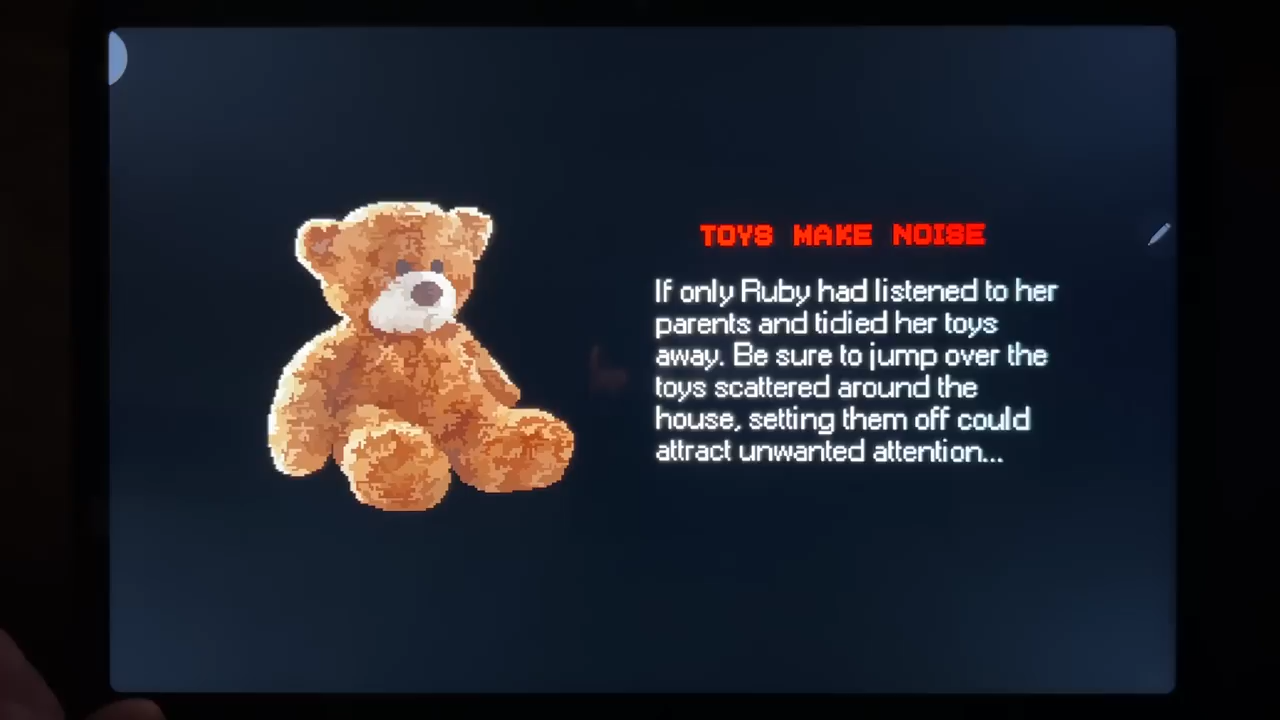 TOYS MAKE NOISE
If only Ruby had listened to her
parents and tidied her toys
away. Be sure to jump over the
toys scattered around the
house, setting them off could
attract unwanted attention...